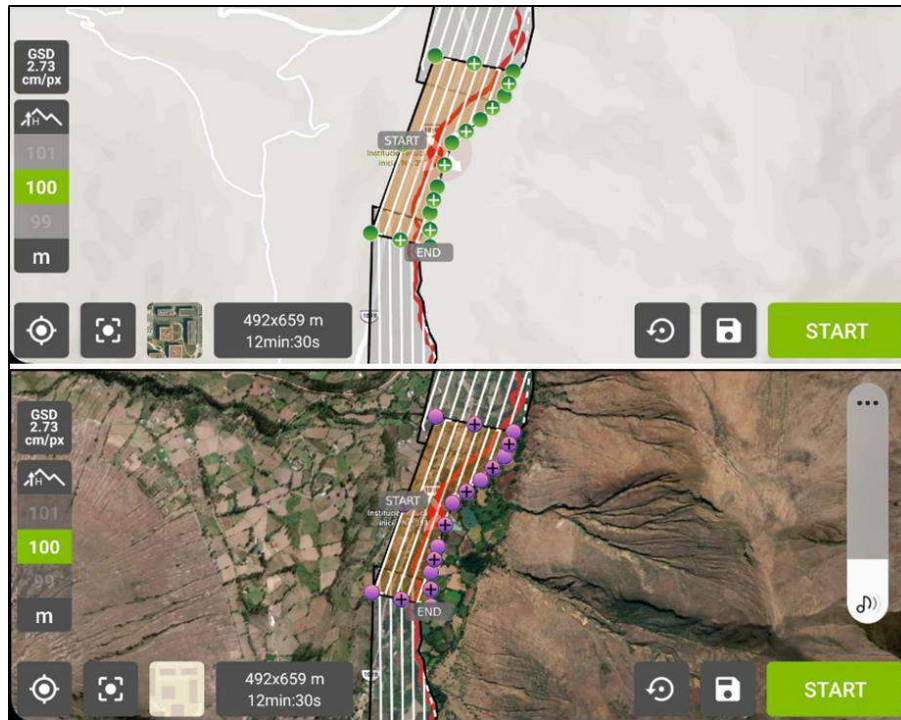 GSD
2.73
cm/px
H
101
100
99
m
START
END
492x659 m
12min:30s
START
GSD
2.73
cm/px
H
101
100
99
m
START
END
492x659 m
12min:30s
START